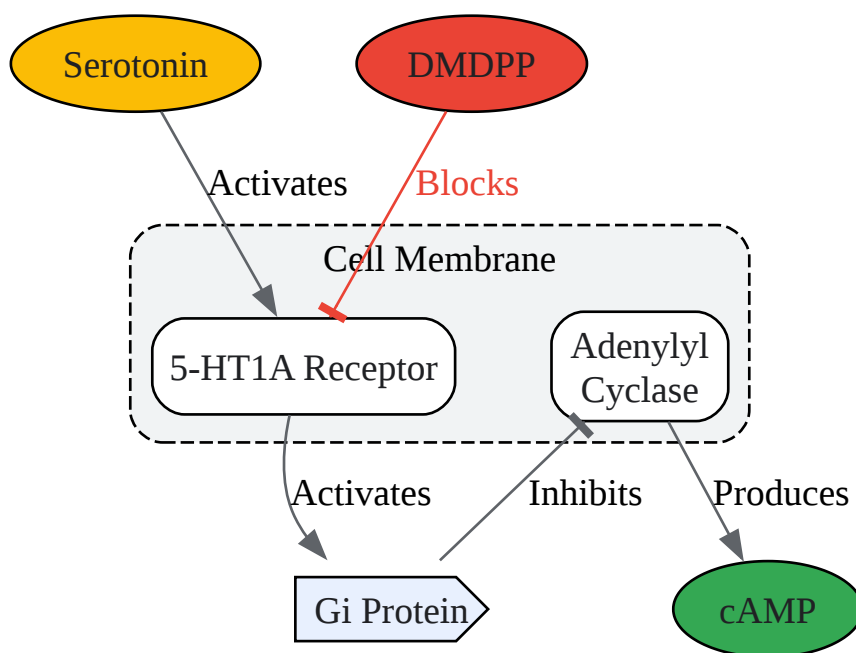 Serotonin
DMDPP
Activates
Blocks
Cell Membrane
5-HT1A Receptor
Adenylyl
Cyclase
Activates
Inhibits
Produces
Gi Protein
cAMP